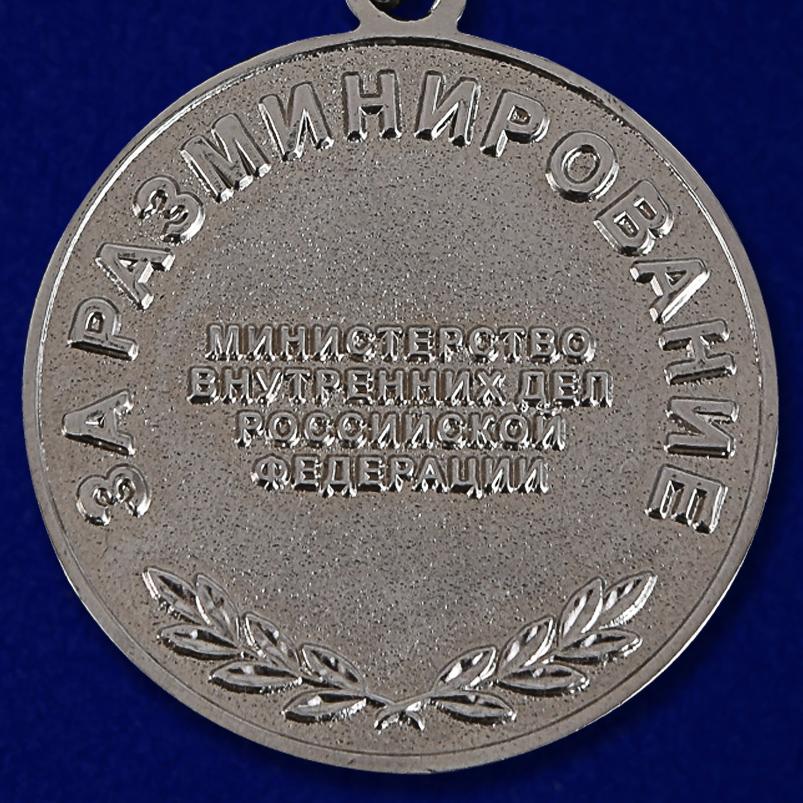 ЗА РАЗМИНИРОВАНИЕ
МИНИСТЕРСТВО
ВНУТРЕННИХ ДЕЛ
РОССИЙСКОЙ
ФЕДЕРАЦИИ